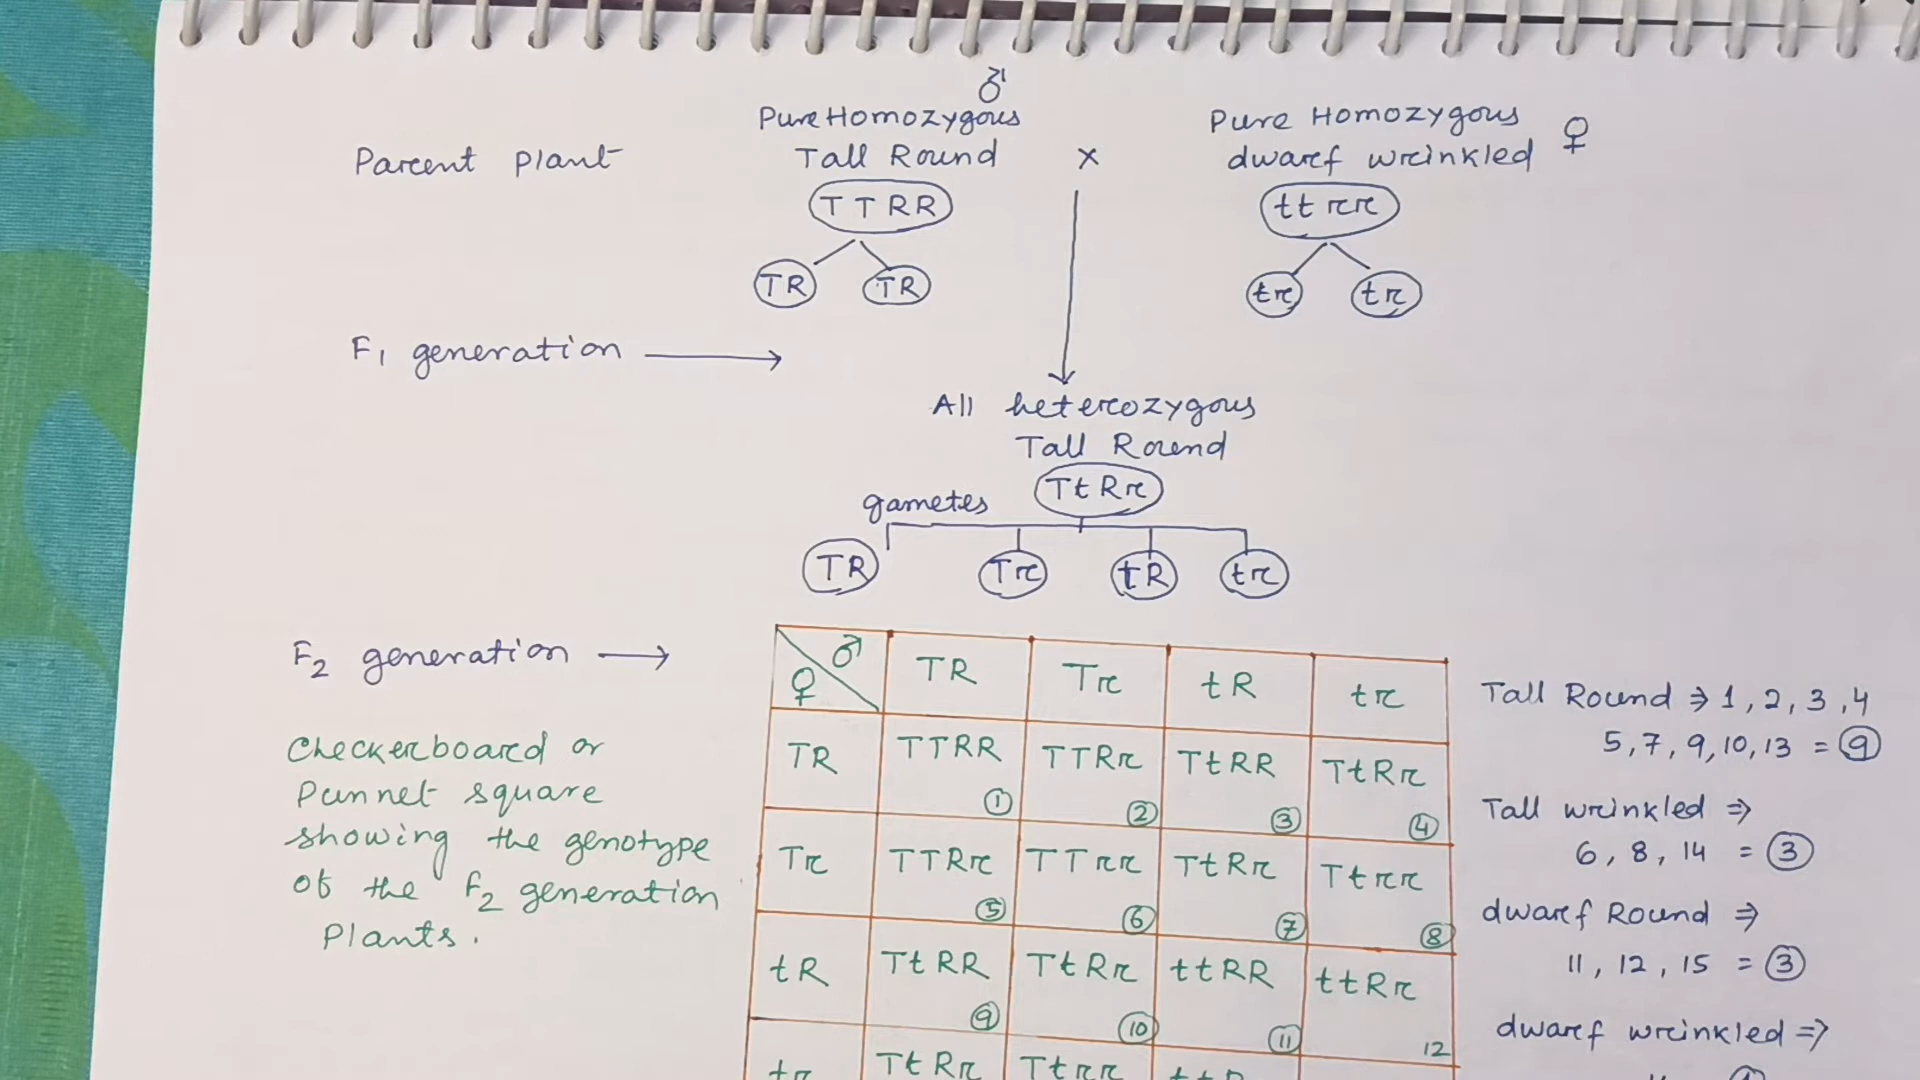 ♂
Pure Homozygous
Tall Round
Pure Homozygous ♀
dwarf wrinkled
Parent plant
×
TTRR
tt rr
TR TR
tr tr
F1 generation →
All heterozygous
Tall Round
TtRr
gametes
TR Tr tR tr
F2 generation →
Checkerboard or
Punnet square
showing the genotype
of the F2 generation
Plants.
♂ TR Tr tR tr
♀
TR TTRR TTRr TtRR TtRr
1 2 3 4
Tr TTRr TTrr TtRr Ttrr
5 6 7 8
tR TtRR TtRr ttRR ttRr
9 10 11 12
tr TtRr Ttrr
Tall Round ⇒ 1, 2, 3, 4
5, 7, 9, 10, 13 = 9
Tall wrinkled ⇒
6, 8, 14 = 3
dwarf Round ⇒
11, 12, 15 = 3
dwarf wrinkled ⇒